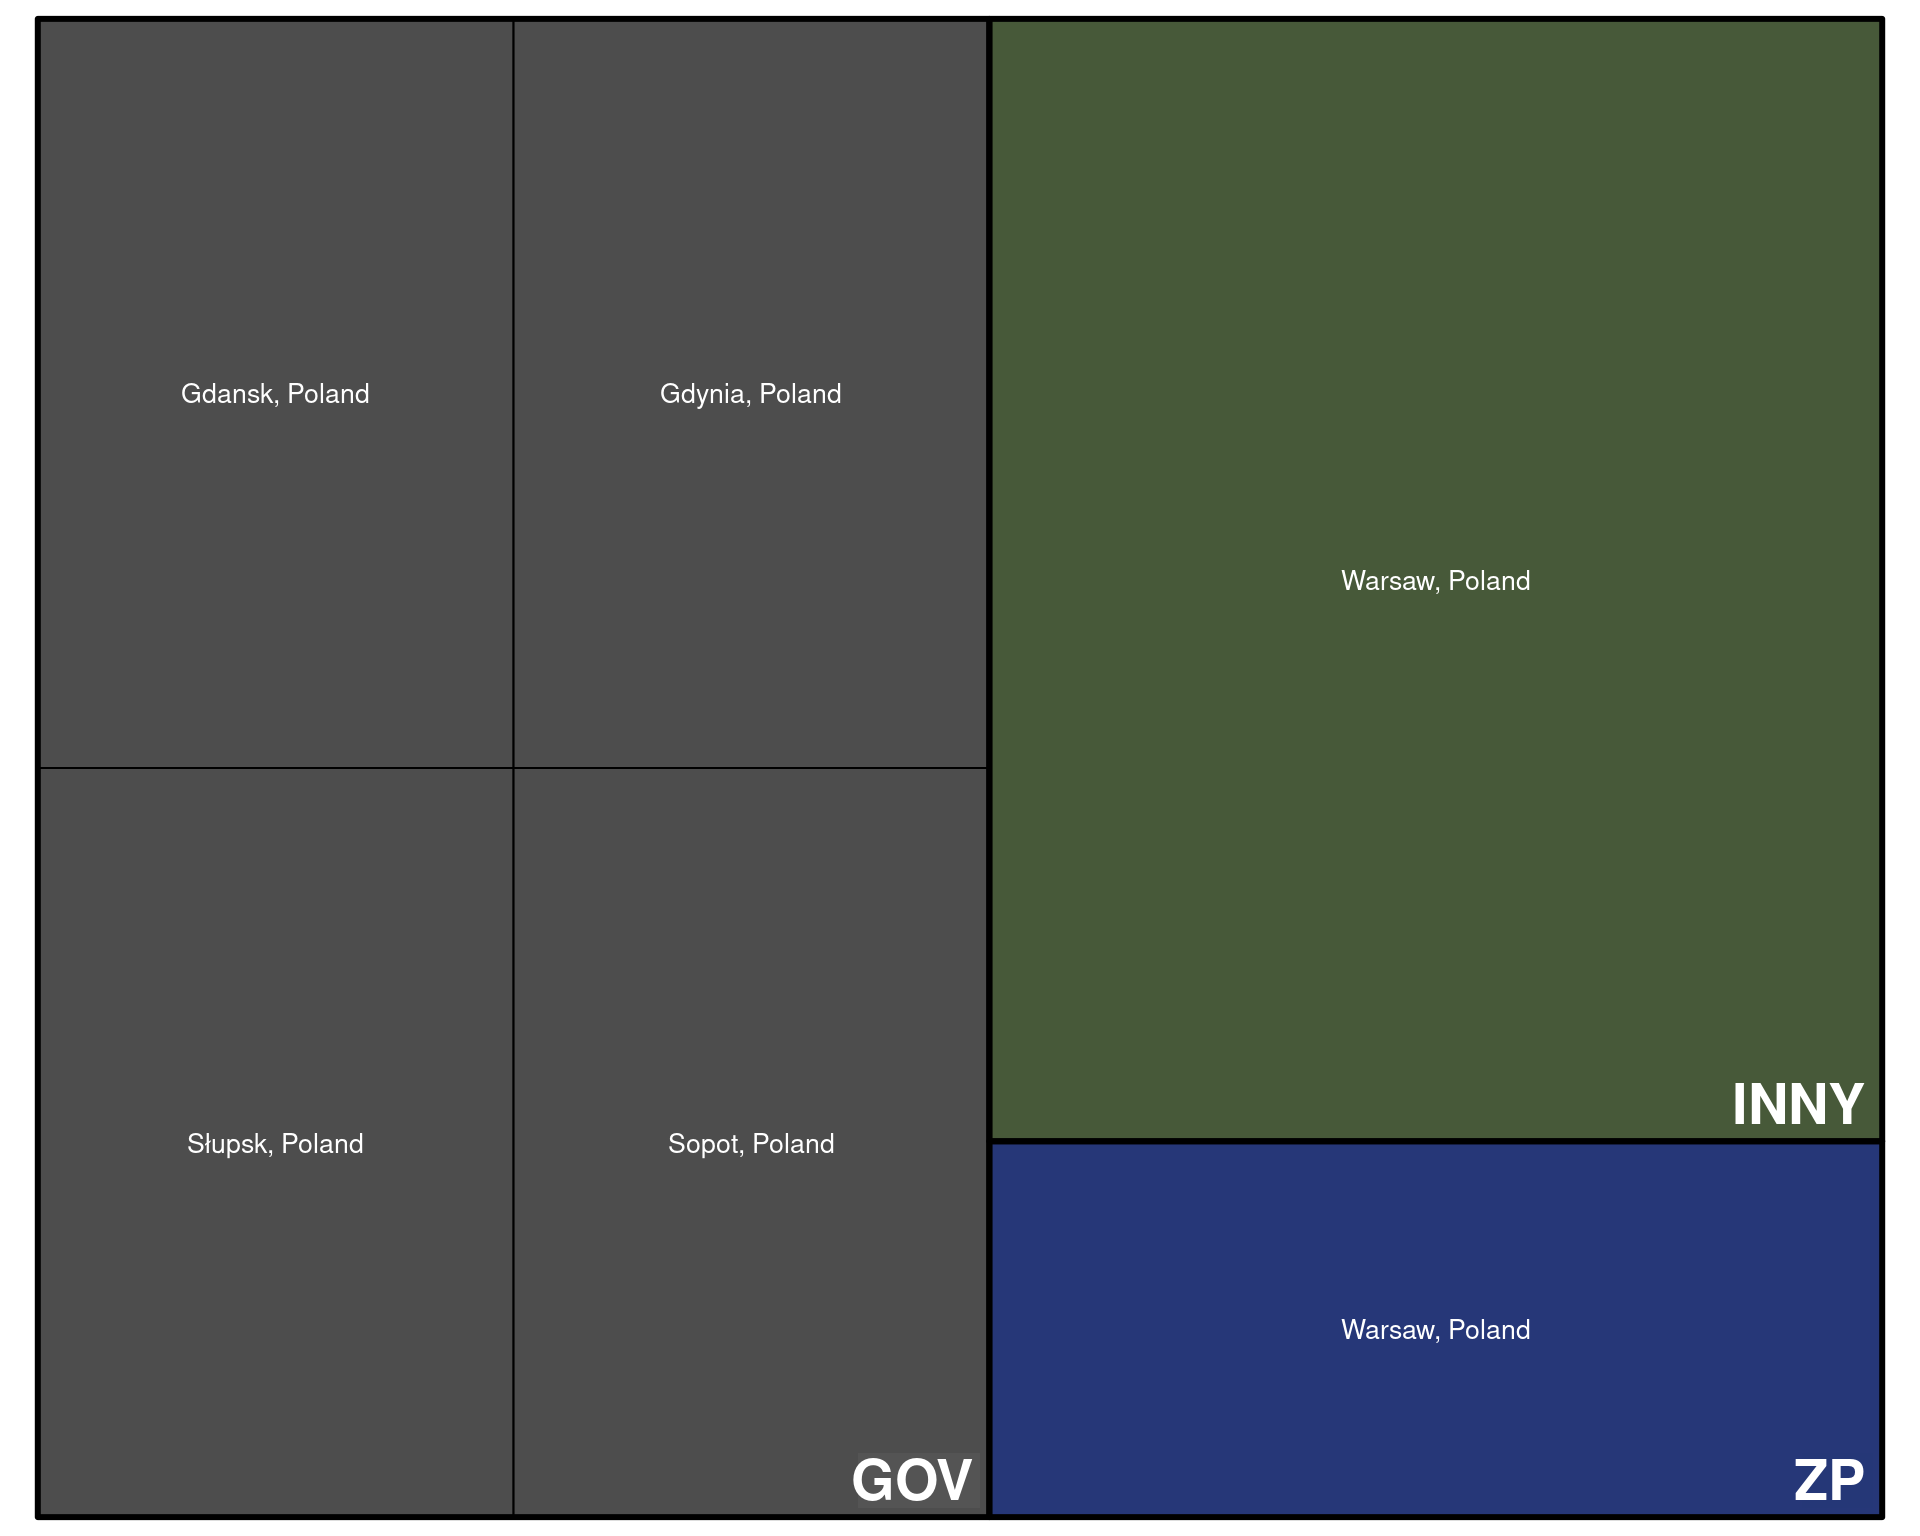 Gdansk, Poland
Gdynia, Poland
Słupsk, Poland
Sopot, Poland
GOV
Warsaw, Poland
INNY
Warsaw, Poland
ZP